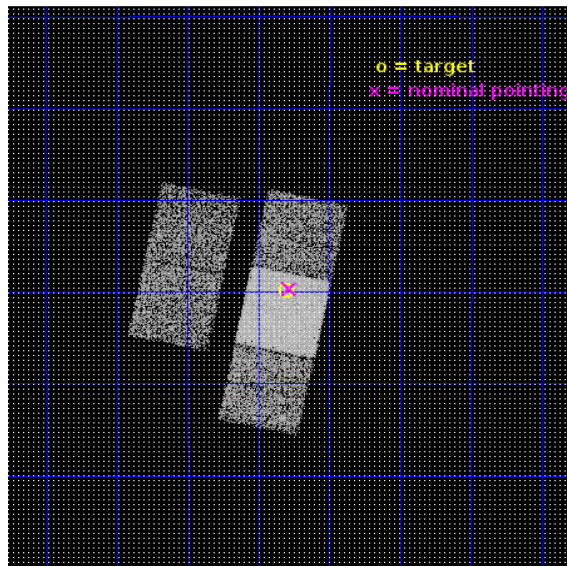 o = target
x = nominal pointing